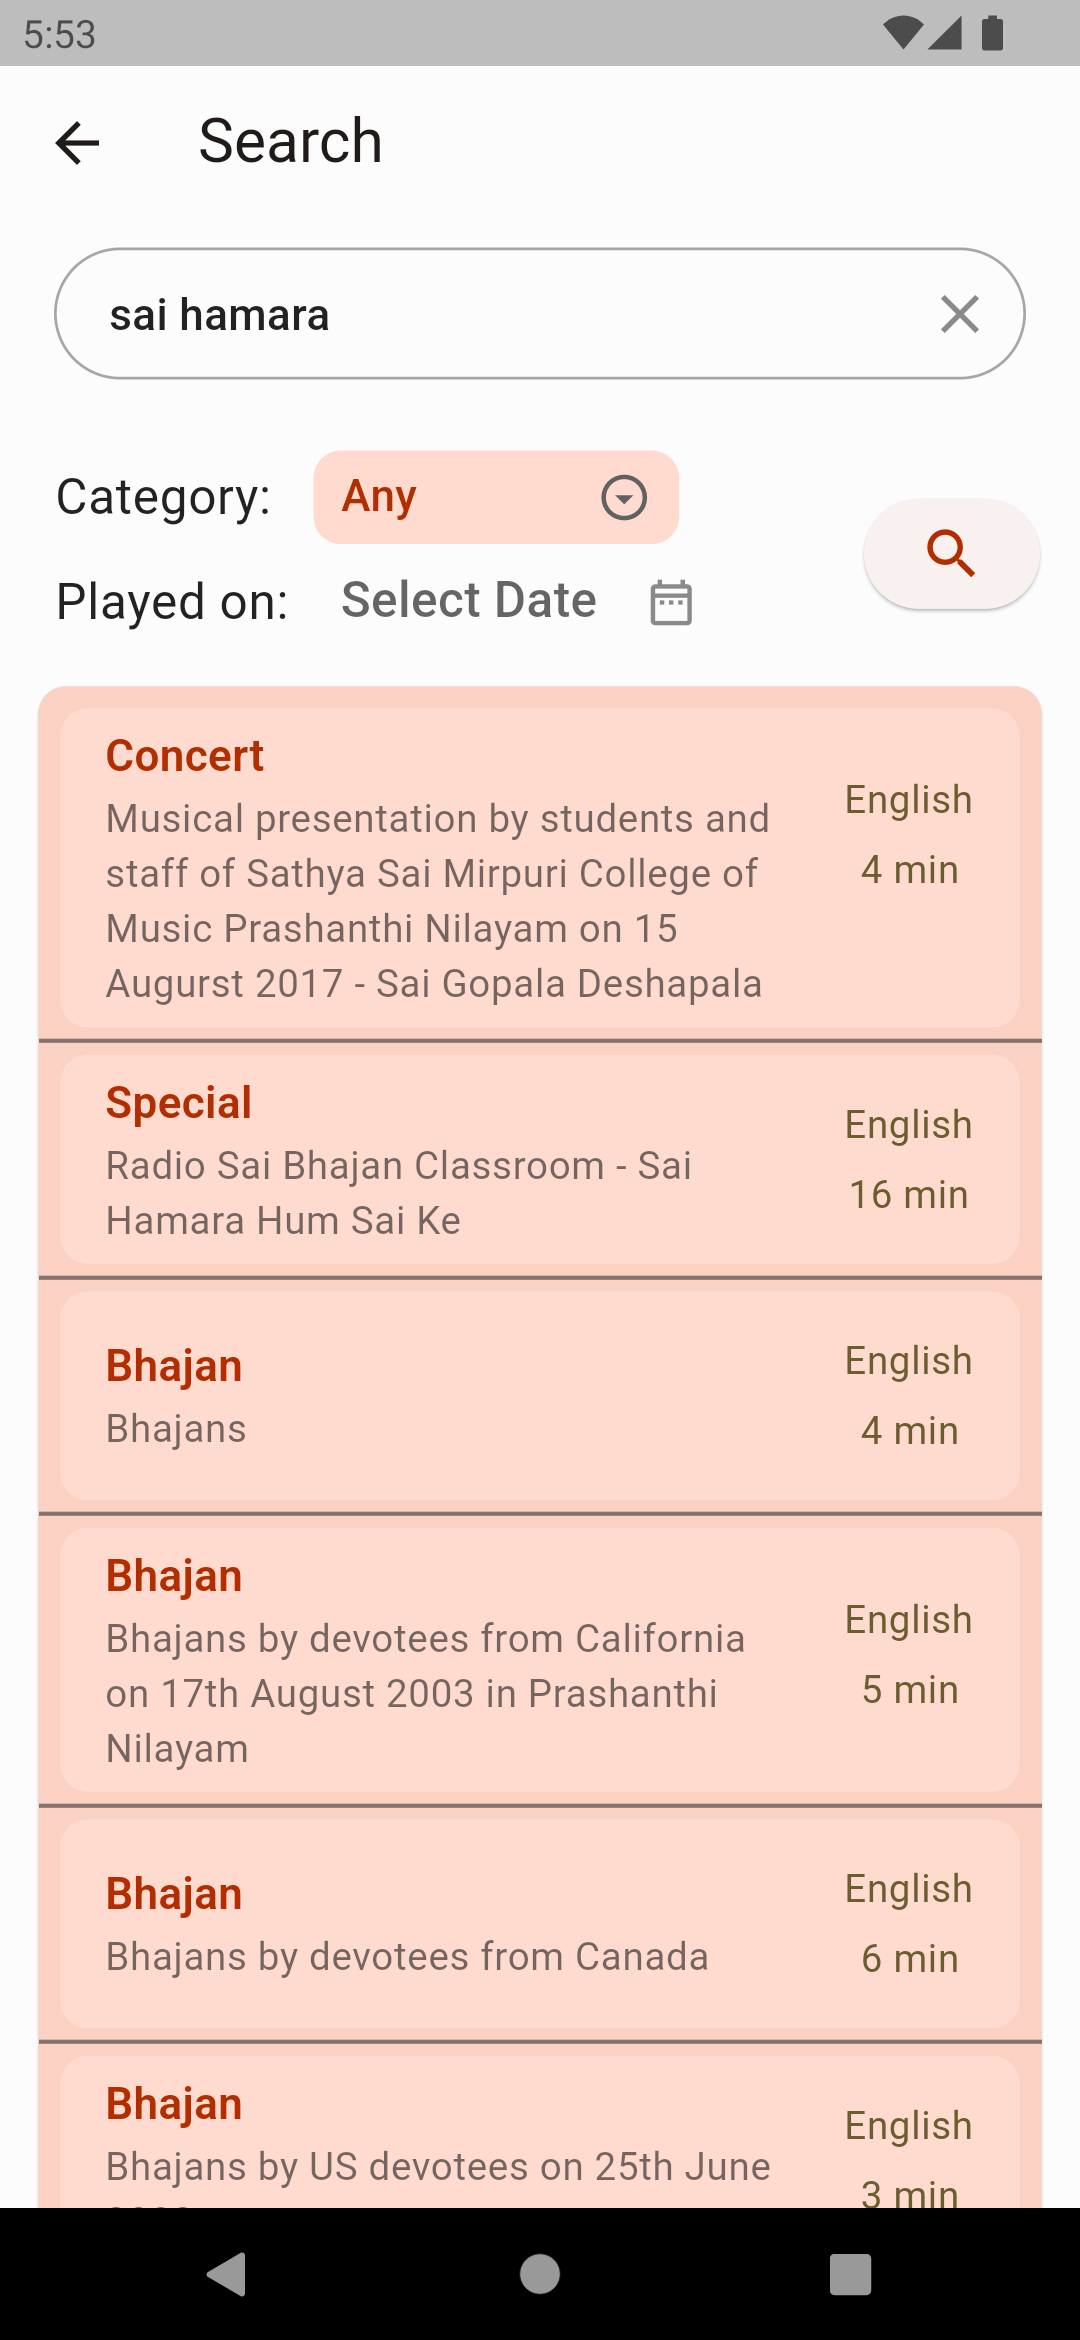 5:53
Search
sai hamara
Category: Any
Played on: Select Date
Concert
Musical presentation by students and
staff of Sathya Sai Mirpuri College of
Music Prashanthi Nilayam on 15
Augurst 2017 - Sai Gopala Deshapala
English
4 min
Special
Radio Sai Bhajan Classroom - Sai
Hamara Hum Sai Ke
English
16 min
Bhajan
Bhajans
English
4 min
Bhajan
Bhajans by devotees from California
on 17th August 2003 in Prashanthi
Nilayam
English
5 min
Bhajan
Bhajans by devotees from Canada
English
6 min
Bhajan
Bhajans by US devotees on 25th June
English
3 min